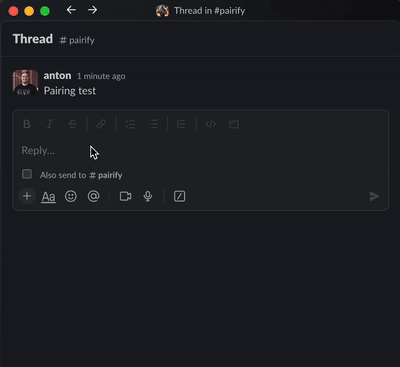 Thread in #pairify
Thread # pairify
anton 1 minute ago
Pairing test
B I S
Reply...
Also send to # pairify
+ Aa @